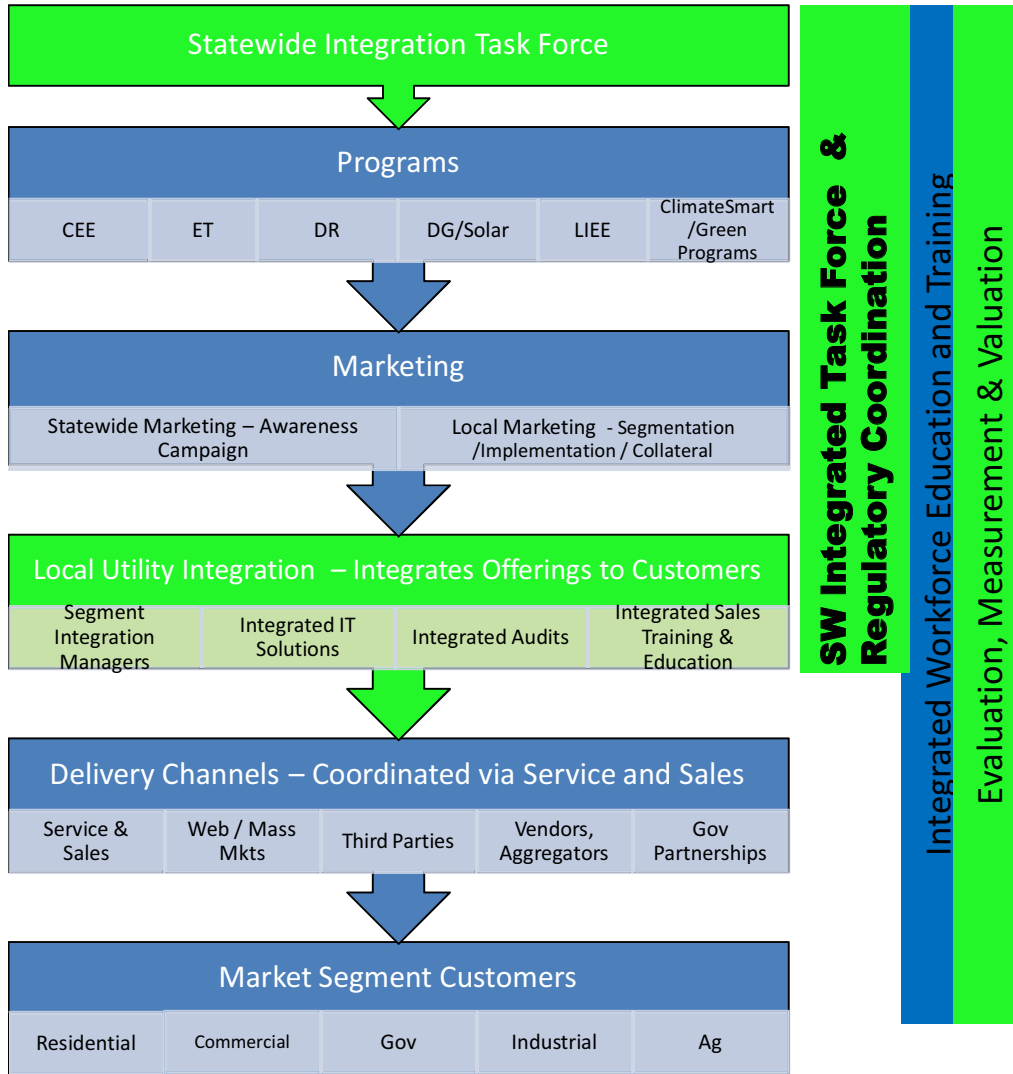 Statewide Integration Task Force
Programs
CEE
ET
DR
DG/Solar
LIEE
ClimateSmart
/Green
Programs
Marketing
Statewide Marketing – Awareness
Campaign
Local Marketing - Segmentation
/Implementation / Collateral
Local Utility Integration – Integrates Offerings to Customers
Segment
Integration
Managers
Integrated IT
Solutions
Integrated Audits
Integrated Sales
Training &
Education
Delivery Channels – Coordinated via Service and Sales
Service &
Sales
Web / Mass
Mkts
Third Parties
Vendors,
Aggregators
Gov
Partnerships
Market Segment Customers
Residential
Commercial
Gov
Industrial
Ag
SW Integrated Task Force &
Regulatory Coordination
Integrated Workforce Education and Training
Evaluation, Measurement & Valuation